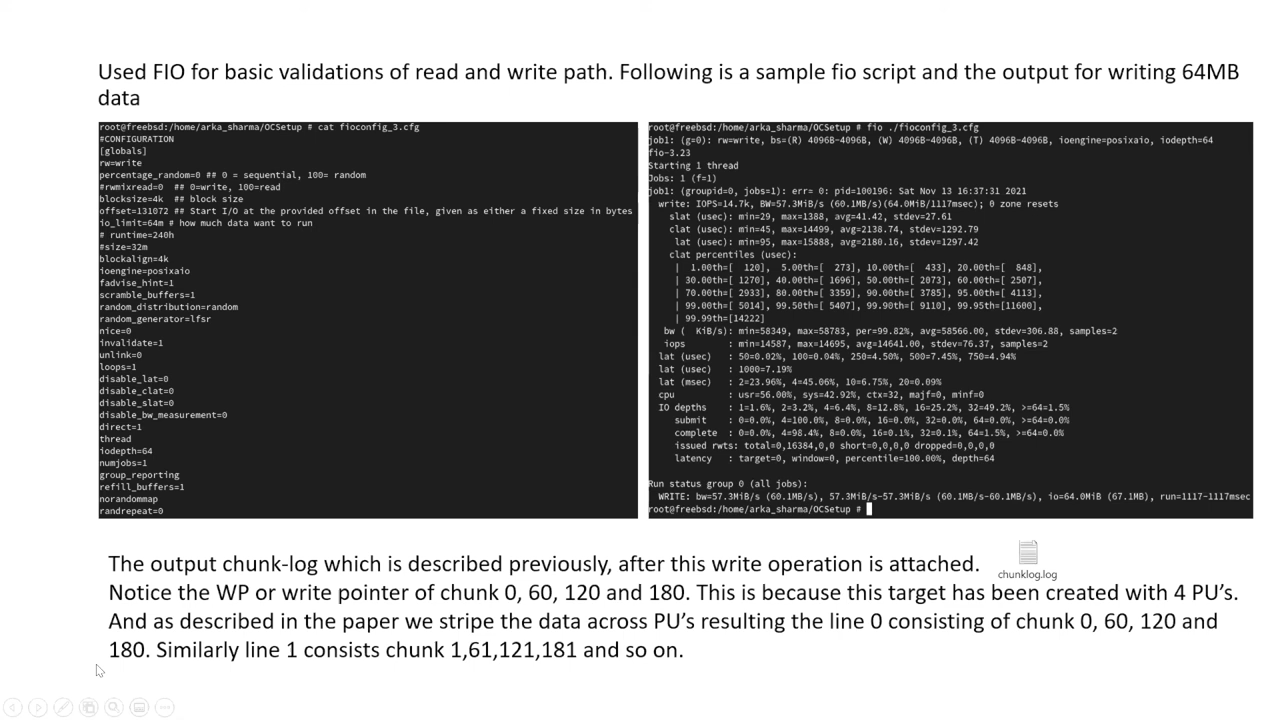 Used FIO for basic validations of read and write path. Following is a sample fio script and the output for writing 64MB
data
root@freebsd:/home/arka_sharma/OCSetup # cat fioconfig_3.cfg
#CONFIGURATION
[globals]
rw=write
percentage_random=0 ## 0 = sequential, 100= random
#rwmixread=0  ## 0=write, 100=read
blocksize=4k  ## block size
offset=131072 ## Start I/O at the provided offset in the file, given as either a fixed size in bytes
io_limit=64m # how much data want to run
# runtime=240h
#size=32m
blockalign=4k
ioengine=posixaio
fadvise_hint=1
scramble_buffers=1
random_distribution=random
random_generator=lfsr
nice=0
invalidate=1
unlink=0
loops=1
disable_lat=0
disable_clat=0
disable_slat=0
disable_bw_measurement=0
direct=1
thread
iodepth=64
numjobs=1
group_reporting
refill_buffers=1
norandommap
randrepeat=0
root@freebsd:/home/arka_sharma/OCSetup # fio ./fioconfig_3.cfg
job1: (g=0): rw=write, bs=(R) 4096B-4096B, (W) 4096B-4096B, (T) 4096B-4096B, ioengine=posixaio, iodepth=64
fio-3.23
Starting 1 thread
Jobs: 1 (f=1)
job1: (groupid=0, jobs=1): err= 0: pid=100196: Sat Nov 13 16:37:31 2021
write: IOPS=14.7k, BW=57.3MiB/s (60.1MB/s)(64.0MiB/1117msec); 0 zone resets
slat (usec): min=29, max=1388, avg=41.42, stdev=27.61
clat (usec): min=45, max=14499, avg=2138.74, stdev=1292.79
lat (usec): min=95, max=15888, avg=2180.16, stdev=1297.42
clat percentiles (usec):
|  1.00th=[  120],  5.00th=[  273], 10.00th=[  433], 20.00th=[  848],
| 30.00th=[ 1270], 40.00th=[ 1696], 50.00th=[ 2073], 60.00th=[ 2507],
| 70.00th=[ 2933], 80.00th=[ 3359], 90.00th=[ 3785], 95.00th=[ 4113],
| 99.00th=[ 5014], 99.50th=[ 5407], 99.90th=[ 9110], 99.95th=[11600],
| 99.99th=[14222]
bw (  KiB/s): min=58349, max=58783, per=99.82%, avg=58566.00, stdev=306.88, samples=2
iops        : min=14587, max=14695, avg=14641.00, stdev=76.37, samples=2
lat (usec)   : 50=0.02%, 100=0.04%, 250=4.50%, 500=7.45%, 750=4.94%
lat (usec)   : 1000=7.19%
lat (msec)   : 2=23.96%, 4=45.06%, 10=6.75%, 20=0.09%
cpu          : usr=56.00%, sys=42.92%, ctx=32, majf=0, minf=0
IO depths    : 1=1.6%, 2=3.2%, 4=6.4%, 8=12.8%, 16=25.2%, 32=49.2%, >=64=1.5%
submit    : 0=0.0%, 4=100.0%, 8=0.0%, 16=0.0%, 32=0.0%, 64=0.0%, >=64=0.0%
complete  : 0=0.0%, 4=98.4%, 8=0.0%, 16=0.1%, 32=0.1%, 64=1.5%, >=64=0.0%
issued rwts: total=0,16384,0,0 short=0,0,0,0 dropped=0,0,0,0
latency   : target=0, window=0, percentile=100.00%, depth=64
Run status group 0 (all jobs):
WRITE: bw=57.3MiB/s (60.1MB/s), 57.3MiB/s-57.3MiB/s (60.1MB/s-60.1MB/s), io=64.0MiB (67.1MB), run=1117-1117msec
root@freebsd:/home/arka_sharma/OCSetup #
The output chunk-log which is described previously, after this write operation is attached.
chunklog.log
Notice the WP or write pointer of chunk 0, 60, 120 and 180. This is because this target has been created with 4 PU's.
And as described in the paper we stripe the data across PU's resulting the line 0 consisting of chunk 0, 60, 120 and
180. Similarly line 1 consists chunk 1,61,121,181 and so on.